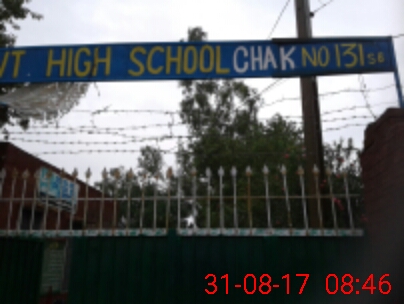 VT. HIGH SCHOOL CHAK NO 131 SB
31-08-17 08:46